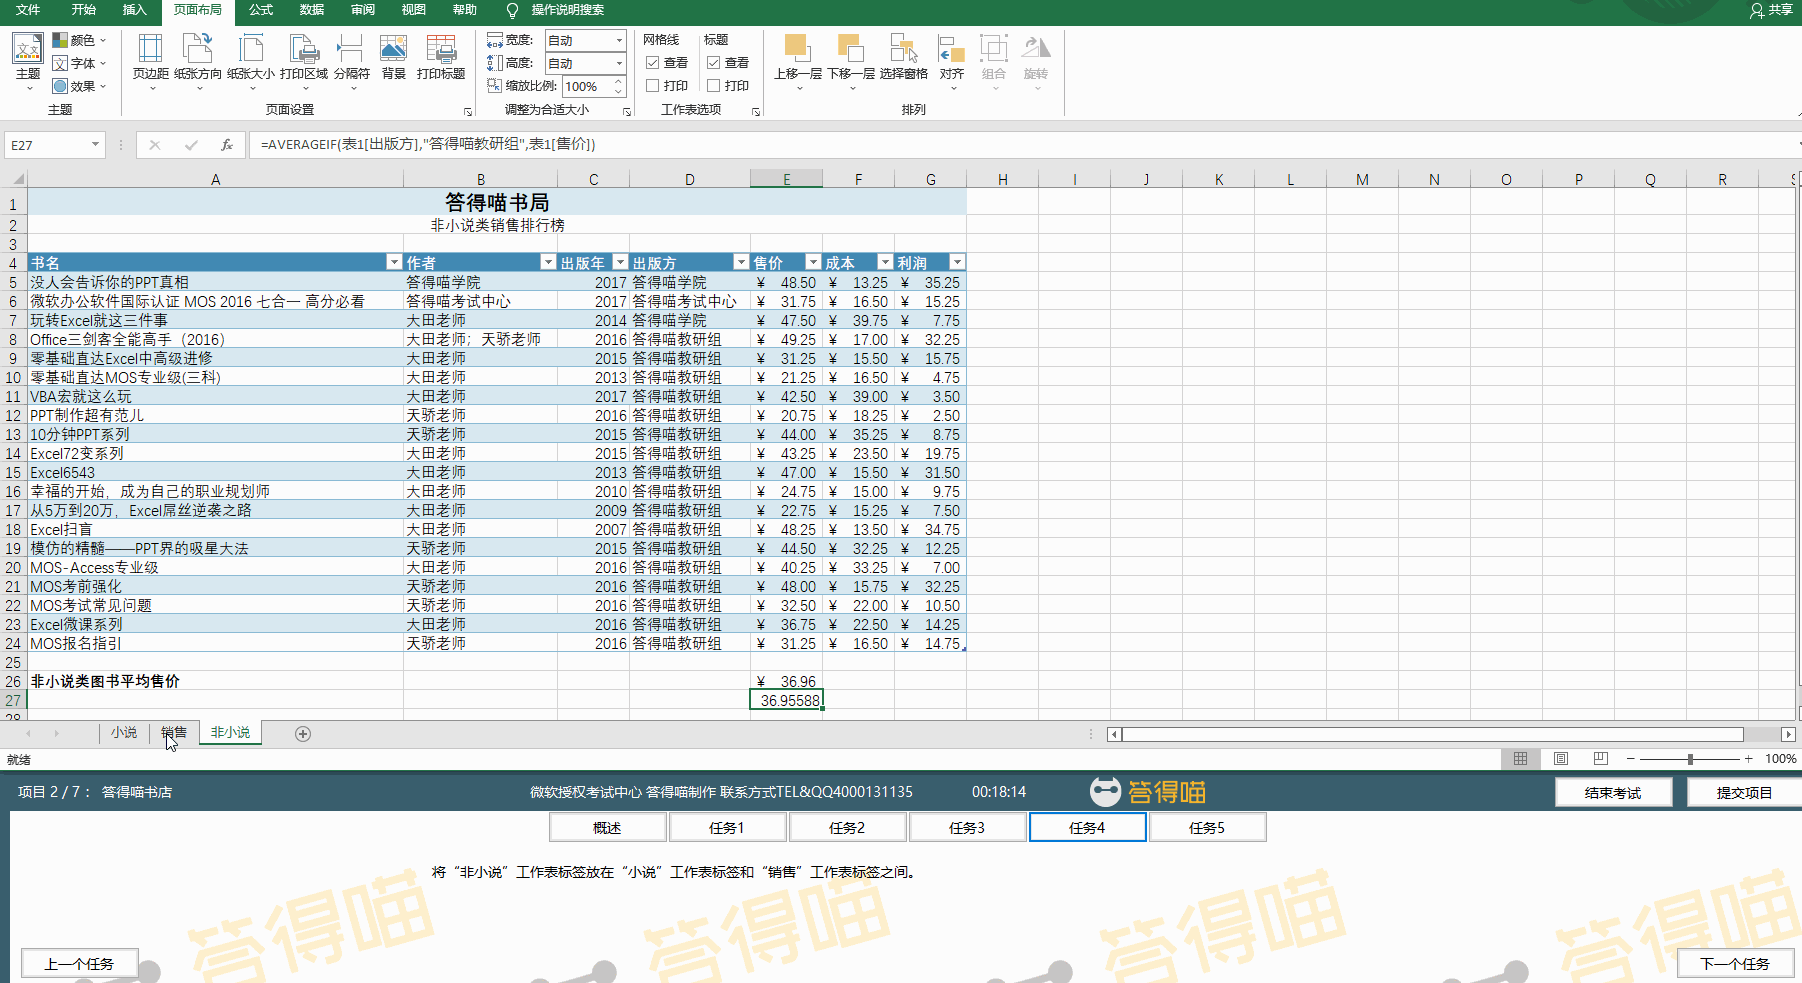 文件 开始 插入 页面布局 公式 数据 审阅 视图 帮助 操作说明搜索 共享
颜色 宽度: 自动 网格线 标题
字体 高度: 自动 查看 查看
主题 效果 页边距 纸张方向 纸张大小 打印区域 分隔符 背景 打印标题 缩放比例: 100% 打印 打印 上移一层 下移一层 选择窗格 对齐 组合 旋转
主题 页面设置 调整为合适大小 工作表选项 排列
E27 fx =AVERAGEIF(表1[出版方],"答得喵教研组",表1[售价])
A B C D E F G H I J K L M N O P Q R S
1 答得喵书局
2 非小说类销售排行榜
3
4 书名 作者 出版年 出版方 售价 成本 利润
5 没人会告诉你的PPT真相 答得喵学院 2017 答得喵学院 ¥ 48.50 ¥ 13.25 ¥ 35.25
6 微软办公软件国际认证 MOS 2016 七合一 高分必看 答得喵考试中心 2017 答得喵考试中心 ¥ 31.75 ¥ 16.50 ¥ 15.25
7 玩转Excel就这三件事 大田老师 2014 答得喵学院 ¥ 47.50 ¥ 39.75 ¥ 7.75
8 Office三剑客全能高手（2016） 大田老师；天骄老师 2016 答得喵教研组 ¥ 49.25 ¥ 17.00 ¥ 32.25
9 零基础直达Excel中高级进修 大田老师 2015 答得喵教研组 ¥ 31.25 ¥ 15.50 ¥ 15.75
10 零基础直达MOS专业级(三科) 大田老师 2013 答得喵教研组 ¥ 21.25 ¥ 16.50 ¥ 4.75
11 VBA宏就这么玩 大田老师 2017 答得喵教研组 ¥ 42.50 ¥ 39.00 ¥ 3.50
12 PPT制作超有范儿 天骄老师 2016 答得喵教研组 ¥ 20.75 ¥ 18.25 ¥ 2.50
13 10分钟PPT系列 天骄老师 2015 答得喵教研组 ¥ 44.00 ¥ 35.25 ¥ 8.75
14 Excel72变系列 大田老师 2015 答得喵教研组 ¥ 43.25 ¥ 23.50 ¥ 19.75
15 Excel6543 大田老师 2013 答得喵教研组 ¥ 47.00 ¥ 15.50 ¥ 31.50
16 幸福的开始，成为自己的职业规划师 大田老师 2010 答得喵教研组 ¥ 24.75 ¥ 15.00 ¥ 9.75
17 从5万到20万，Excel屌丝逆袭之路 大田老师 2009 答得喵教研组 ¥ 22.75 ¥ 15.25 ¥ 7.50
18 Excel扫盲 大田老师 2007 答得喵教研组 ¥ 48.25 ¥ 13.50 ¥ 34.75
19 模仿的精髓——PPT界的吸星大法 天骄老师 2015 答得喵教研组 ¥ 44.50 ¥ 32.25 ¥ 12.25
20 MOS-Access专业级 大田老师 2016 答得喵教研组 ¥ 40.25 ¥ 33.25 ¥ 7.00
21 MOS考前强化 天骄老师 2016 答得喵教研组 ¥ 48.00 ¥ 15.75 ¥ 32.25
22 MOS考试常见问题 天骄老师 2016 答得喵教研组 ¥ 32.50 ¥ 22.00 ¥ 10.50
23 Excel微课系列 大田老师 2016 答得喵教研组 ¥ 36.75 ¥ 22.50 ¥ 14.25
24 MOS报名指引 天骄老师 2016 答得喵教研组 ¥ 31.25 ¥ 16.50 ¥ 14.75
25
26 非小说类图书平均售价 ¥ 36.96
27 36.95588
28
小说 销售 非小说
就绪 100%
项目 2 / 7 ： 答得喵书店 微软授权考试中心 答得喵制作 联系方式TEL&QQ4000131135 00:18:14 答得喵 结束考试 提交项目
概述 任务1 任务2 任务3 任务4 任务5
将“非小说”工作表标签放在“小说”工作表标签和“销售”工作表标签之间。
答得喵 答得喵 答得喵 答得喵
上一个任务 下一个任务